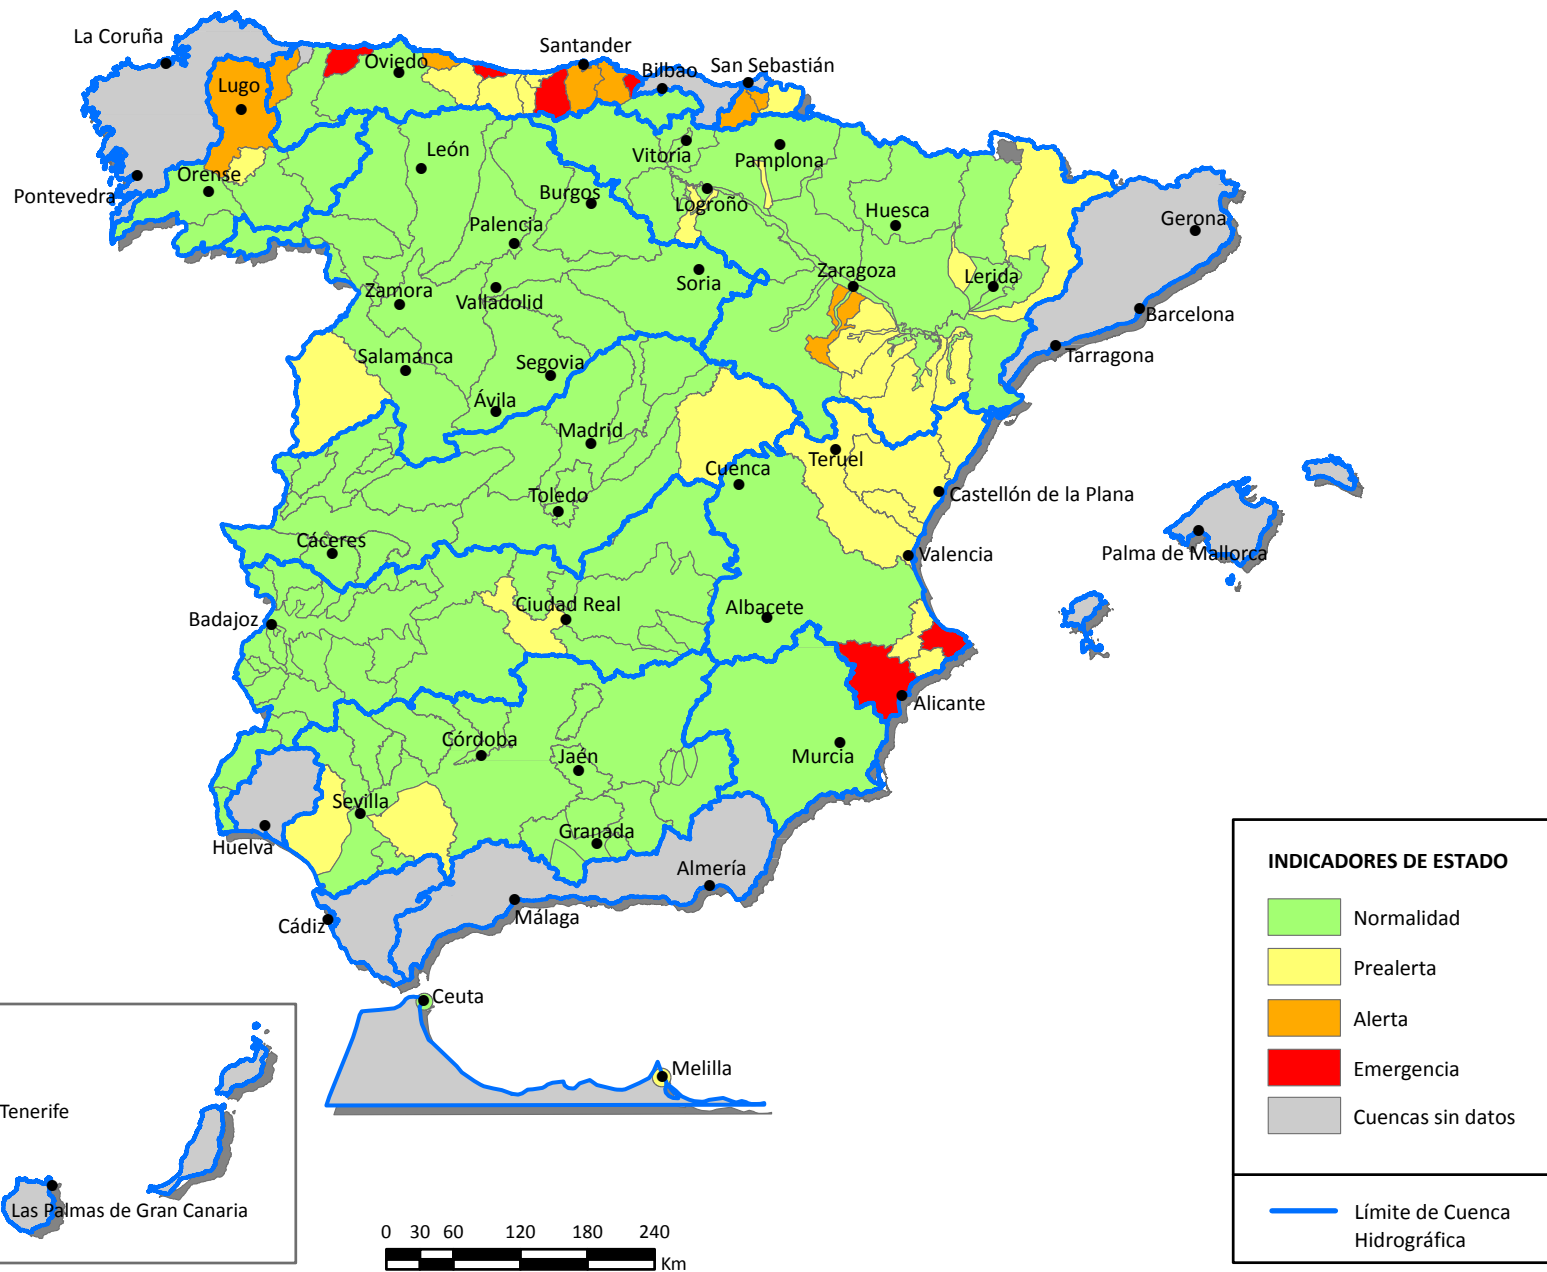 La Coruña
Santander
Oviedo
Bilbao
San Sebastián
Lugo
León
Vitoria
Pamplona
Orense
Pontevedra
Burgos
Logroño
Palencia
Huesca
Gerona
Zamora
Valladolid
Soria
Zaragoza
Lerida
Barcelona
Salamanca
Segovia
Tarragona
Ávila
Madrid
Teruel
Cuenca
Toledo
Castellón de la Plana
Cáceres
Valencia
Palma de Mallorca
Badajoz
Ciudad Real
Albacete
Alicante
Córdoba
Jaén
Murcia
Sevilla
Huelva
Granada
Almería
Cádiz
Málaga
Ceuta
Melilla
Tenerife
Las Palmas de Gran Canaria
INDICADORES DE ESTADO
Normalidad
Prealerta
Alerta
Emergencia
Cuencas sin datos
Límite de Cuenca
Hidrográfica
0 30 60 120 180 240
Km